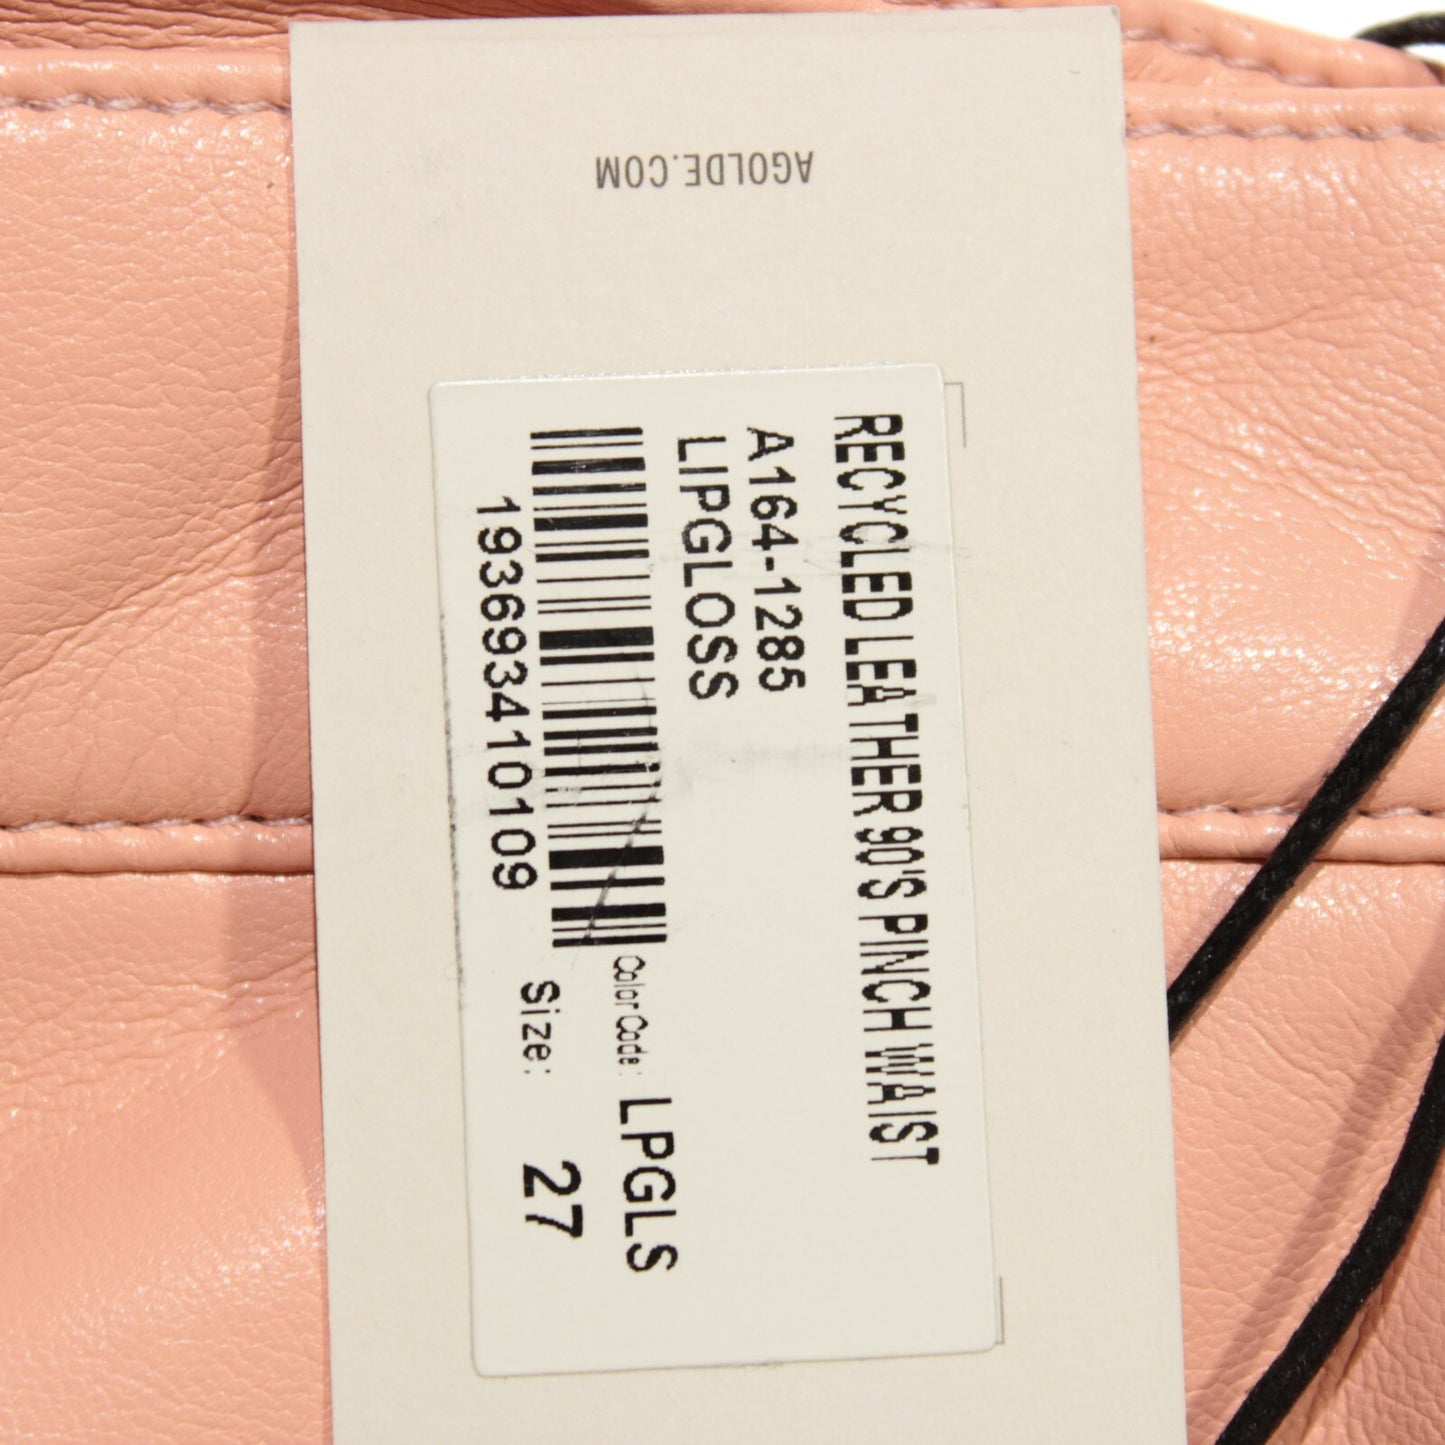 AGOLDE.COM
RECYCLED LEATHER 90'S PINCH WAIST
A164-1285
LIPGLOSS
Color Code: LPGLS
193693410109
Size: 27